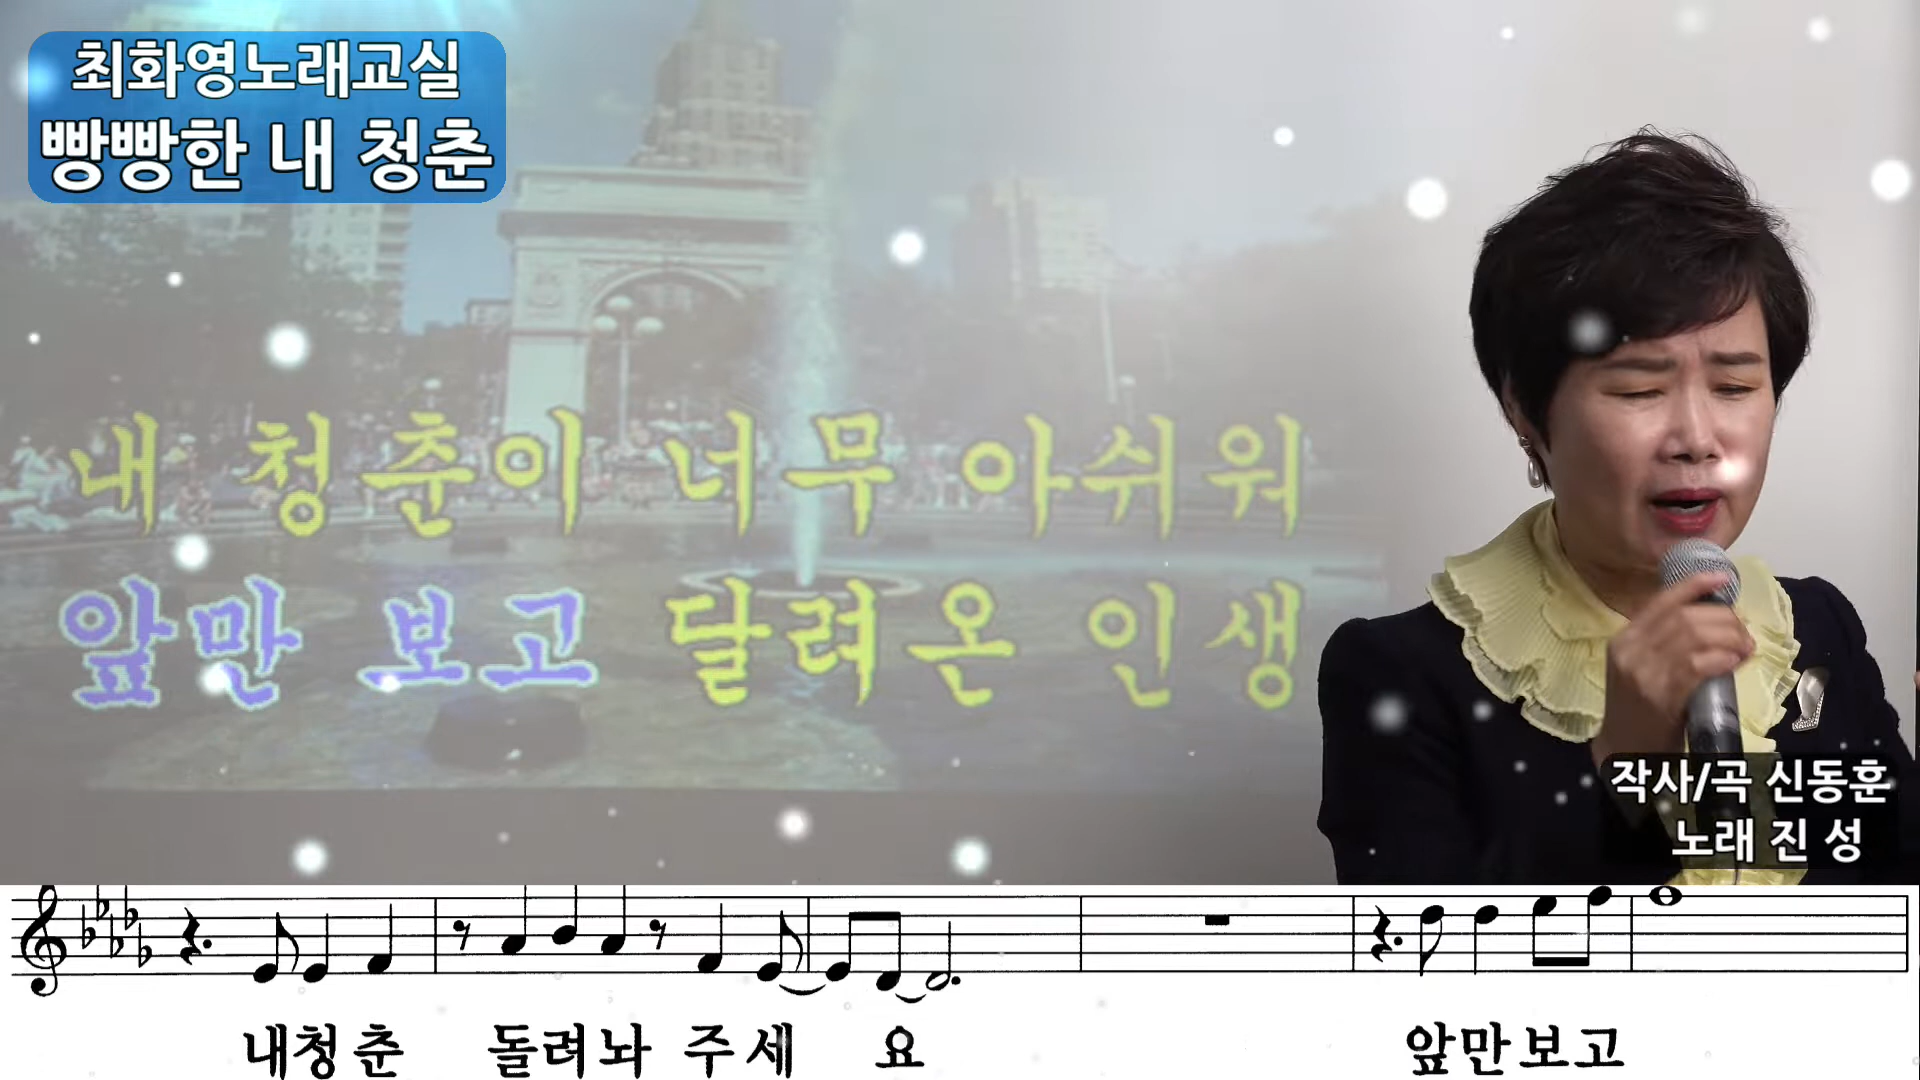 최화영노래교실
빵빵한 내 청춘
내 청춘이 너무 아쉬워
앞만 보고 달려온 인생
작사/곡 신동훈
노래 진 성
내청춘 돌려놔 주세 요 앞만보고